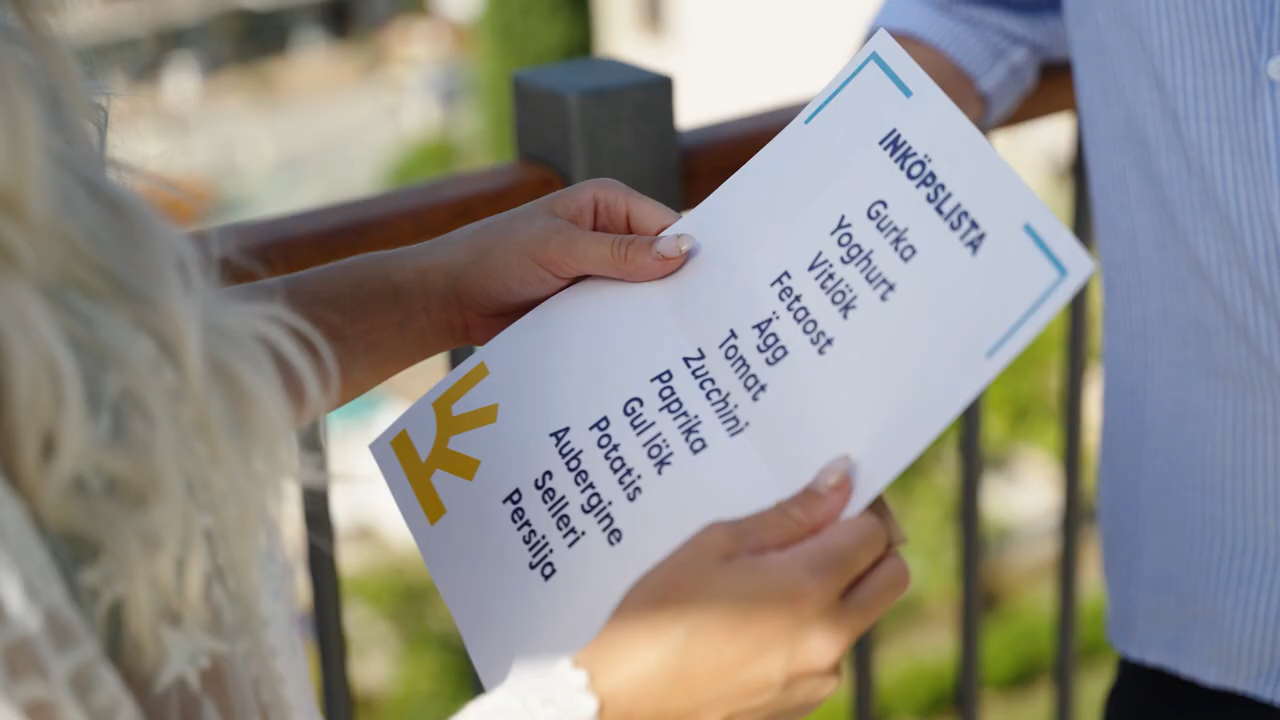 INKÖPSLISTA
Gurka
Yoghurt
Vitlök
Fetaost
Ägg
Tomat
Zucchini
Paprika
Gul lök
Potatis
Aubergine
Selleri
Persilja